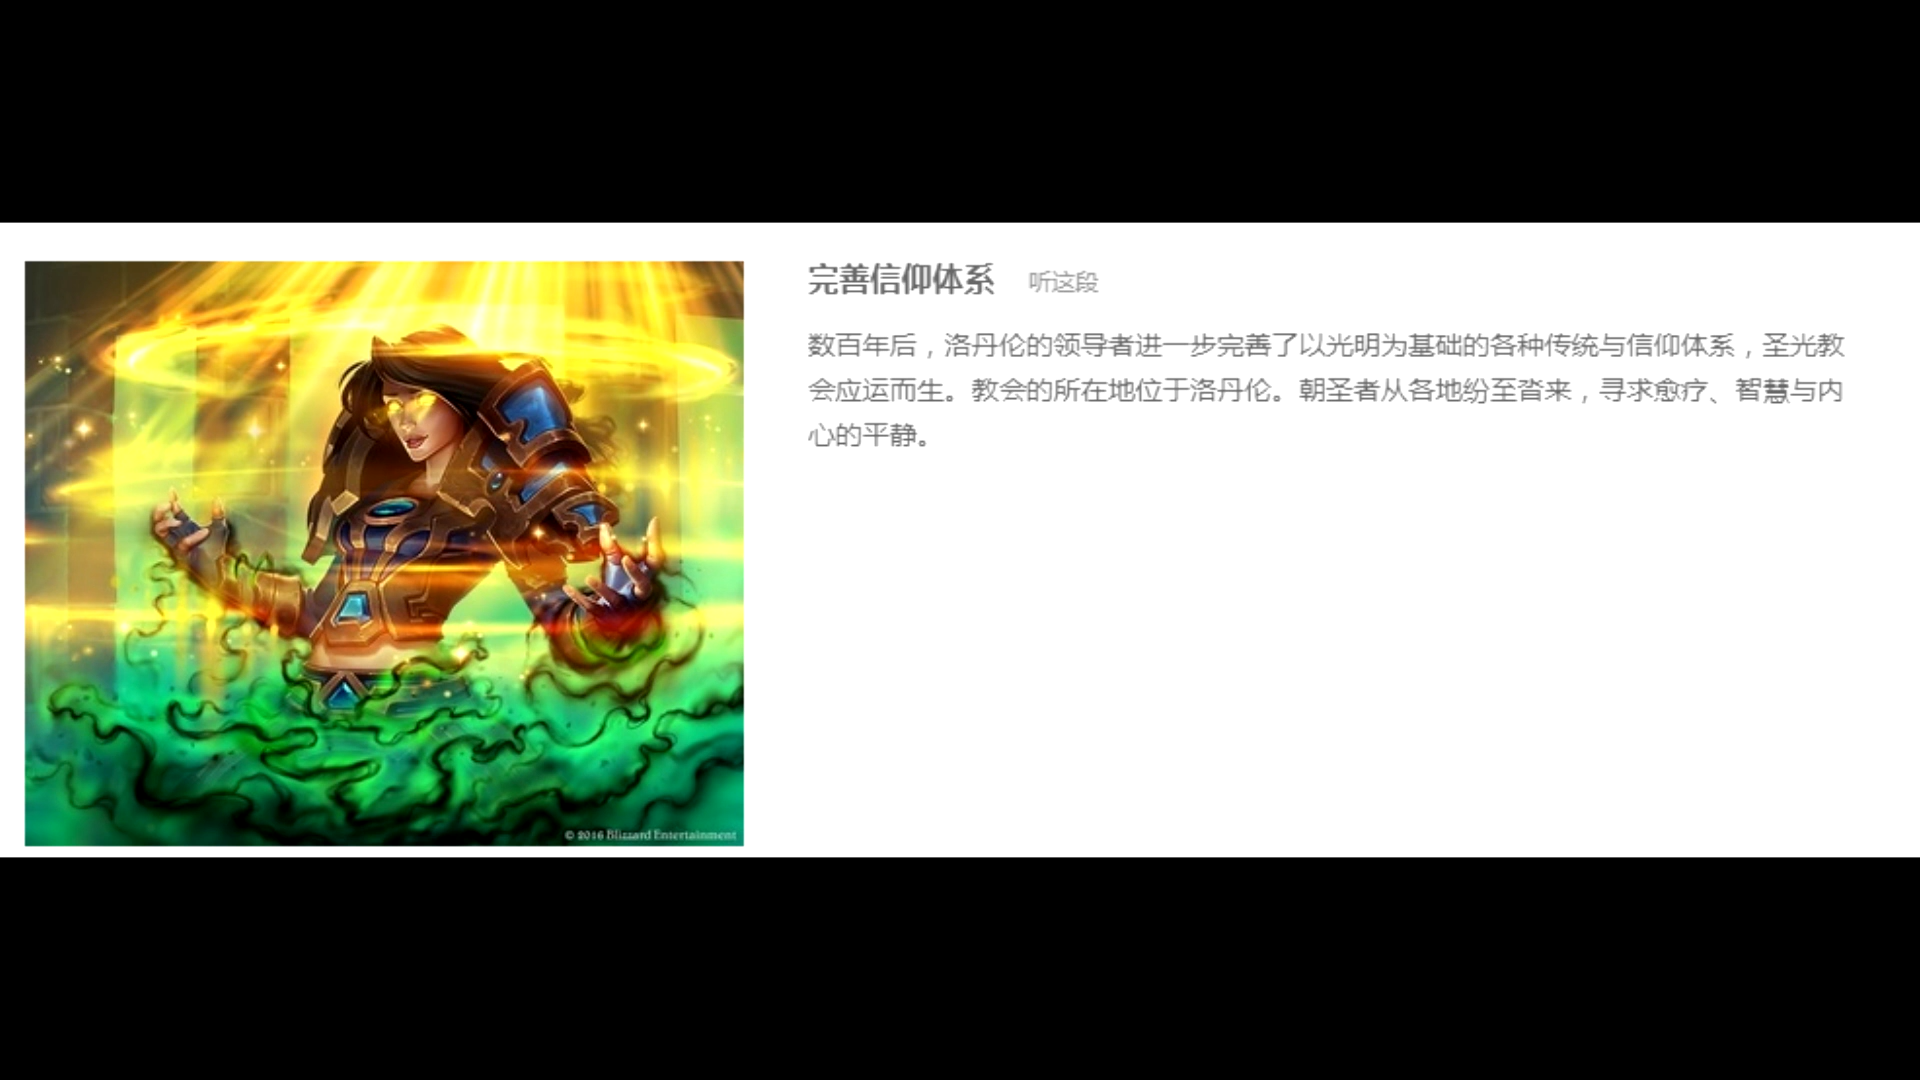 完善信仰体系 听这段
数百年后，洛丹伦的领导者进一步完善了以光明为基础的各种传统与信仰体系，圣光教
会应运而生。教会的所在地位于洛丹伦。朝圣者从各地纷至沓来，寻求愈疗、智慧与内
心的平静。
© 2016 Blizzard Entertainment